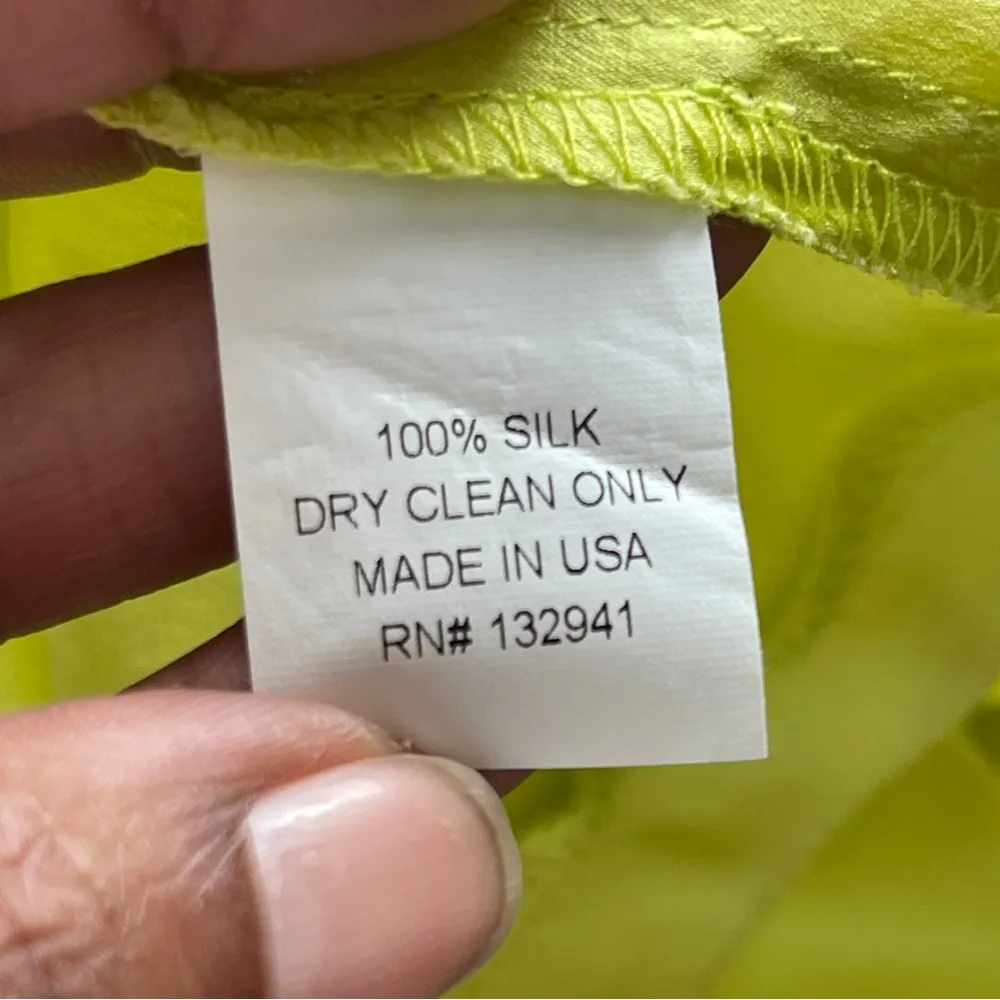 100% SILK
DRY CLEAN ONLY
MADE IN USA
RN# 132941